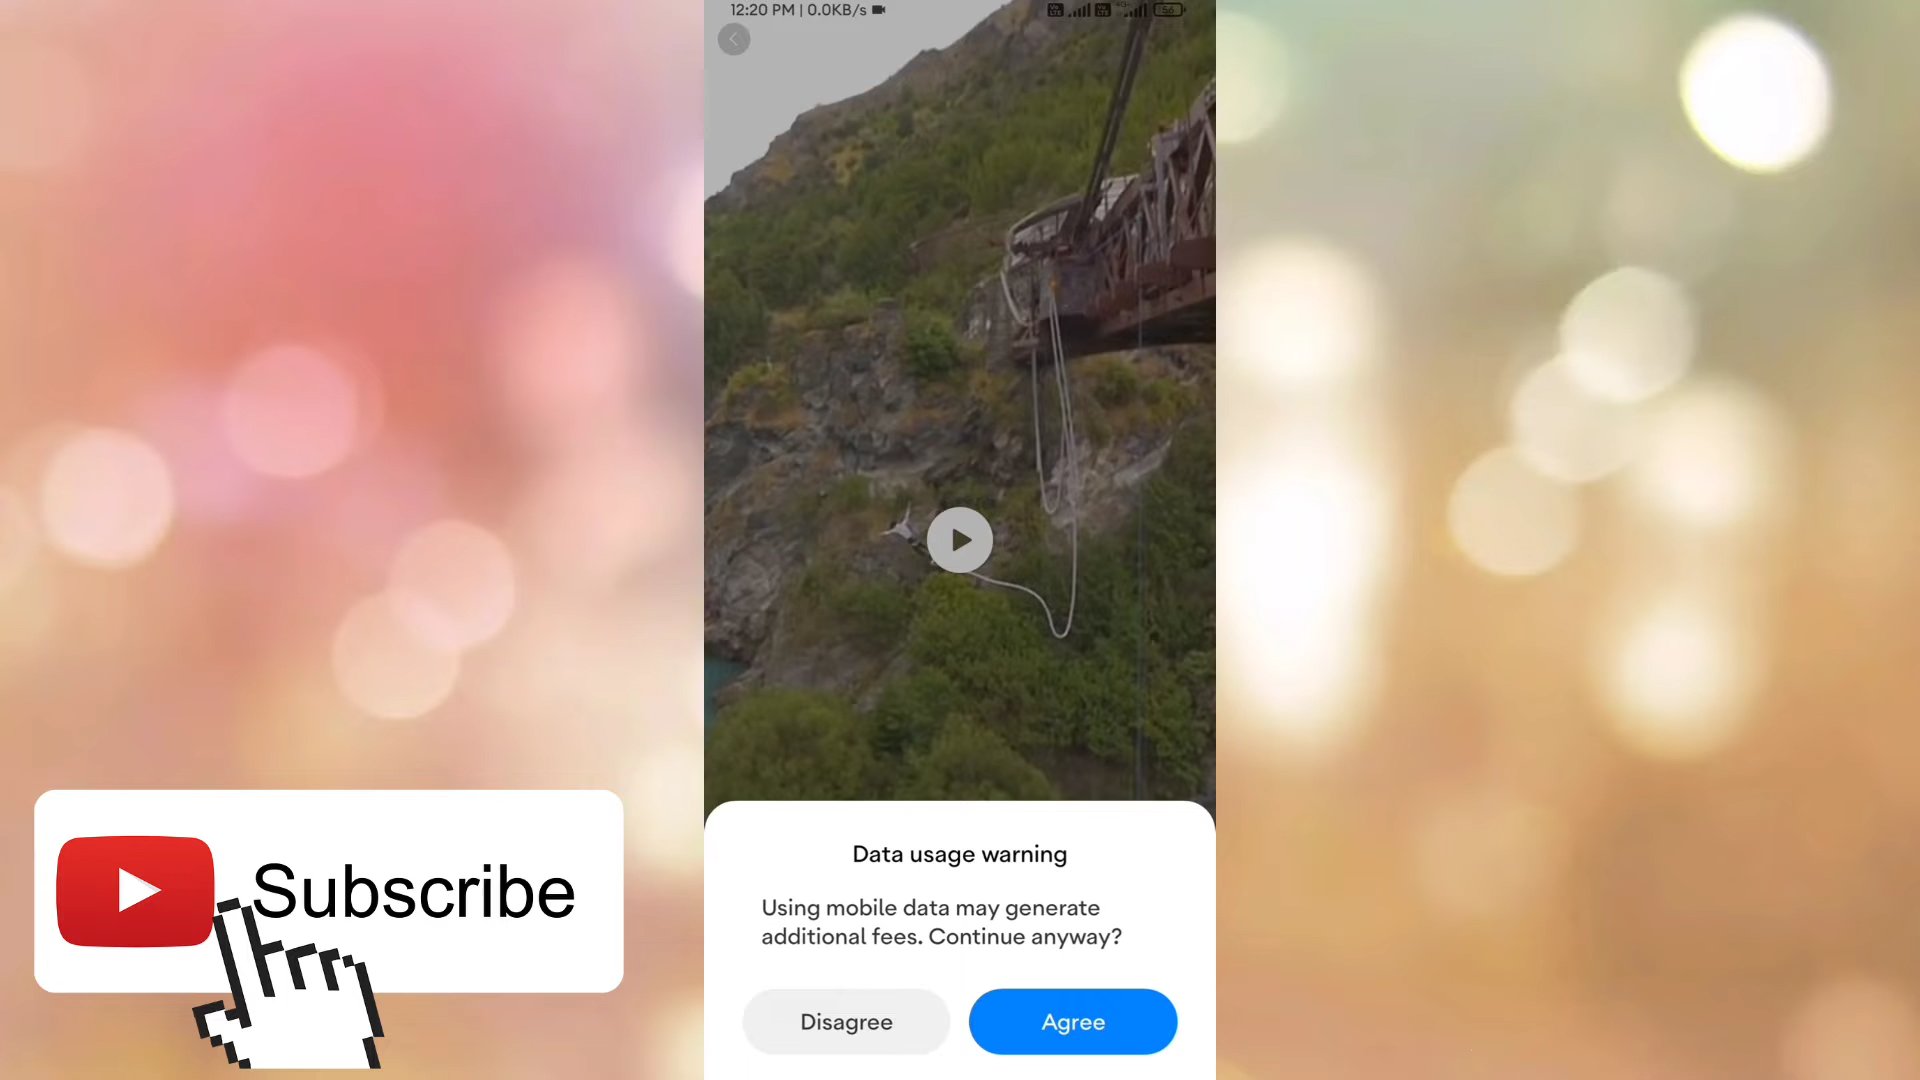 12:20 PM | 0.0KB/s
56
Data usage warning
Using mobile data may generate
additional fees. Continue anyway?
Disagree
Agree
Subscribe